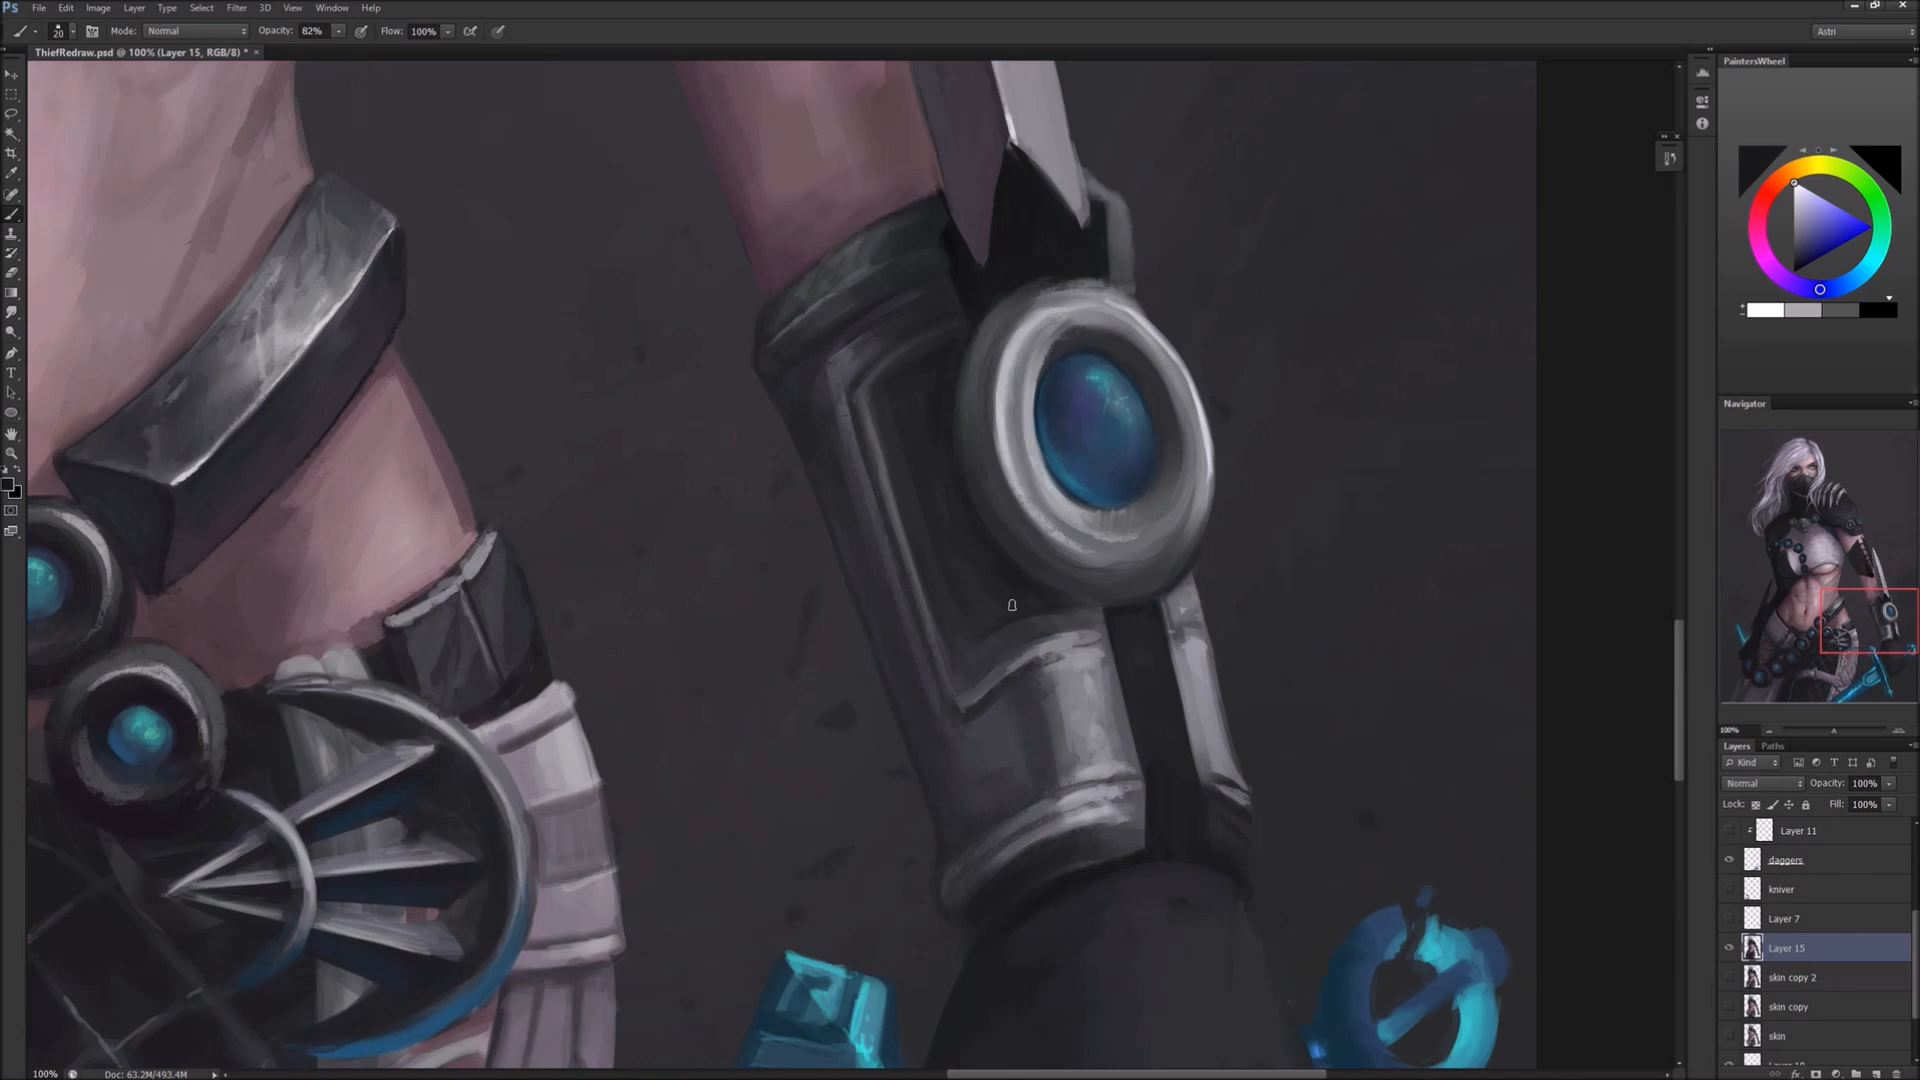 Ps File Edit Image Layer Type Select Filter 3D View Window Help
20 Mode: Normal Opacity: 82% Flow: 100% Astri
ThiefRedraw.psd @ 100% (Layer 15, RGB/8) * ×
PaintersWheel
Navigator
100%
Layers Paths
Kind
Normal Opacity: 100%
Lock: Fill: 100%
Layer 11
daggers
kniver
Layer 7
Layer 15
skin copy 2
skin copy
skin
100% Doc: 63.2M/493.4M